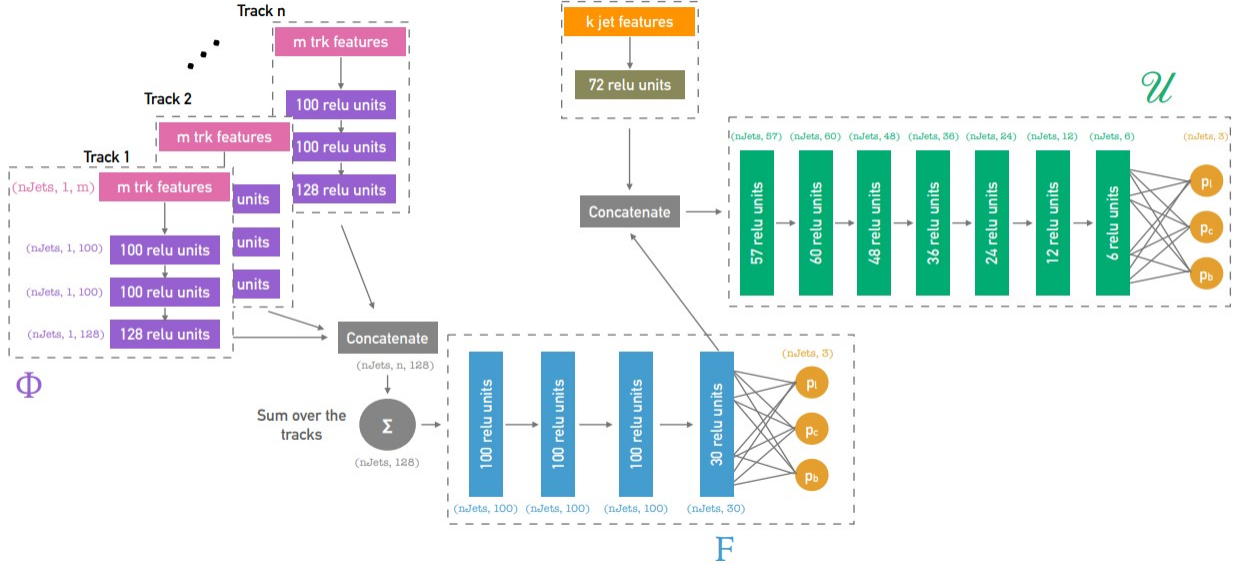 Track n
m trk features
100 relu units
100 relu units
128 relu units
Track 2
m trk features
units
units
units
Track 1
(nJets, 1, m)
m trk features
(nJets, 1, 100)
100 relu units
(nJets, 1, 100)
100 relu units
(nJets, 1, 128)
128 relu units
Φ
Concatenate
(nJets, n, 128)
Sum over the
tracks
Σ
(nJets, 128)
100 relu units
100 relu units
100 relu units
30 relu units
(nJets, 100)
(nJets, 100)
(nJets, 100)
(nJets, 30)
(nJets, 3)
pl
pc
pb
F
k jet features
72 relu units
Concatenate
𝒰
(nJets, 57)
(nJets, 60)
(nJets, 48)
(nJets, 36)
(nJets, 24)
(nJets, 12)
(nJets, 6)
(nJets, 3)
57 relu units
60 relu units
48 relu units
36 relu units
24 relu units
12 relu units
6 relu units
pl
pc
pb